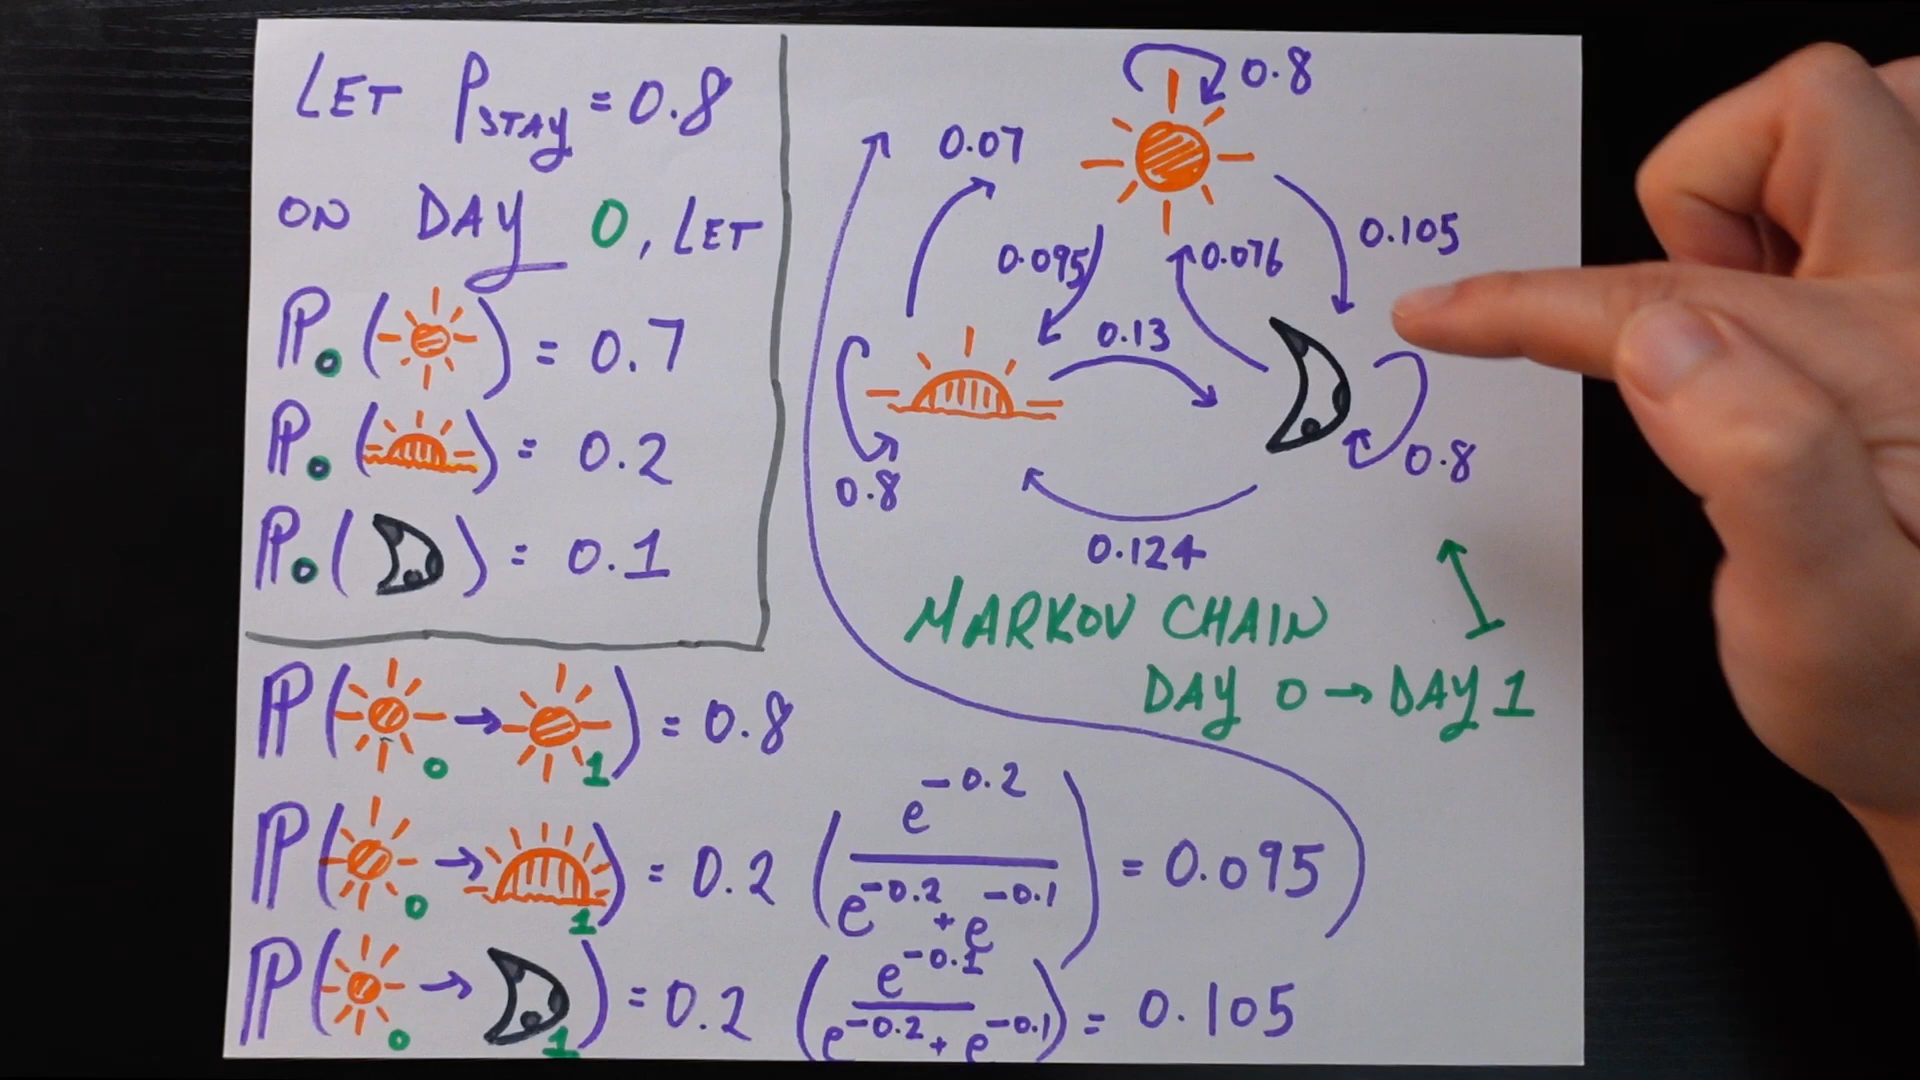 LET PSTAY = 0.8
ON DAY 0, LET
P0( ) = 0.7
P0( ) = 0.2
P0( ) = 0.1
P( 0 → 1) = 0.8
P( 0 → 1) = 0.2 (e^-0.2 / e^-0.2 + e^-0.1) = 0.095
P( 0 → 1) = 0.2 (e^-0.1 / e^-0.2 + e^-0.1) = 0.105
0.8
0.07
0.105
0.095
0.076
0.13
0.8
0.8
0.124
MARKOV CHAIN
DAY 0 → DAY 1